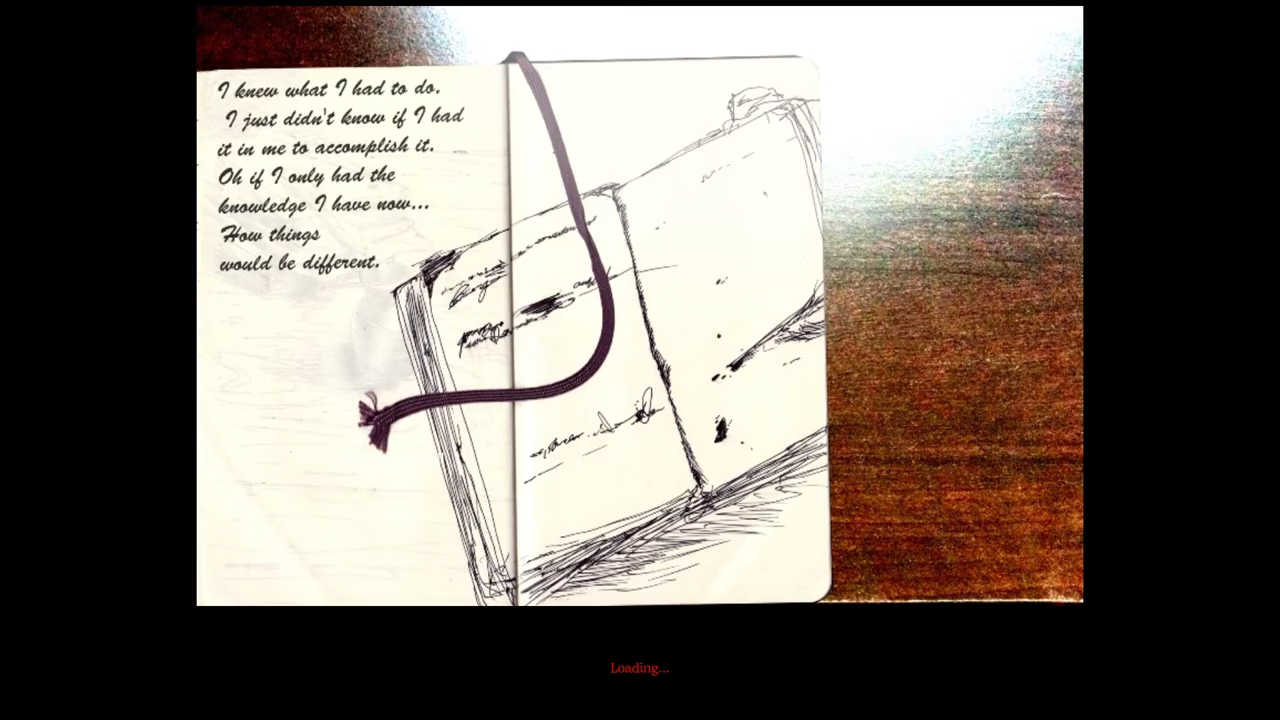 I knew what I had to do.
I just didn't know if I had
it in me to accomplish it.
Oh if I only had the
knowledge I have now...
How things
would be different.
Loading...